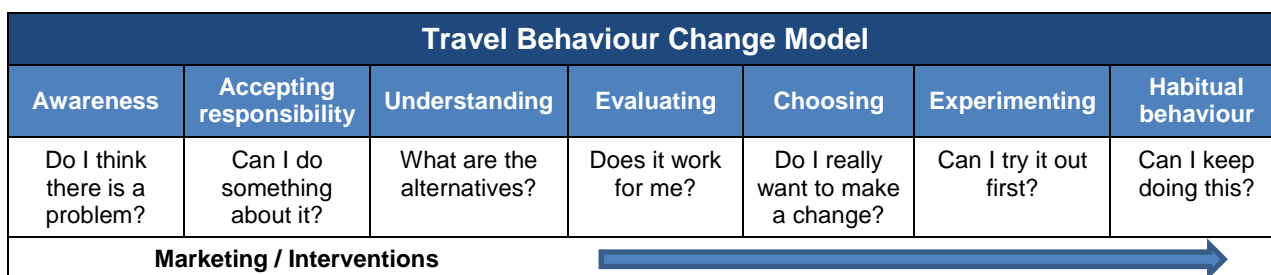 Travel Behaviour Change Model
Awareness
Accepting
responsibility
Understanding
Evaluating
Choosing
Experimenting
Habitual
behaviour
Do I think
there is a
problem?
Can I do
something
about it?
What are the
alternatives?
Does it work
for me?
Do I really
want to make
a change?
Can I try it out
first?
Can I keep
doing this?
Marketing / Interventions